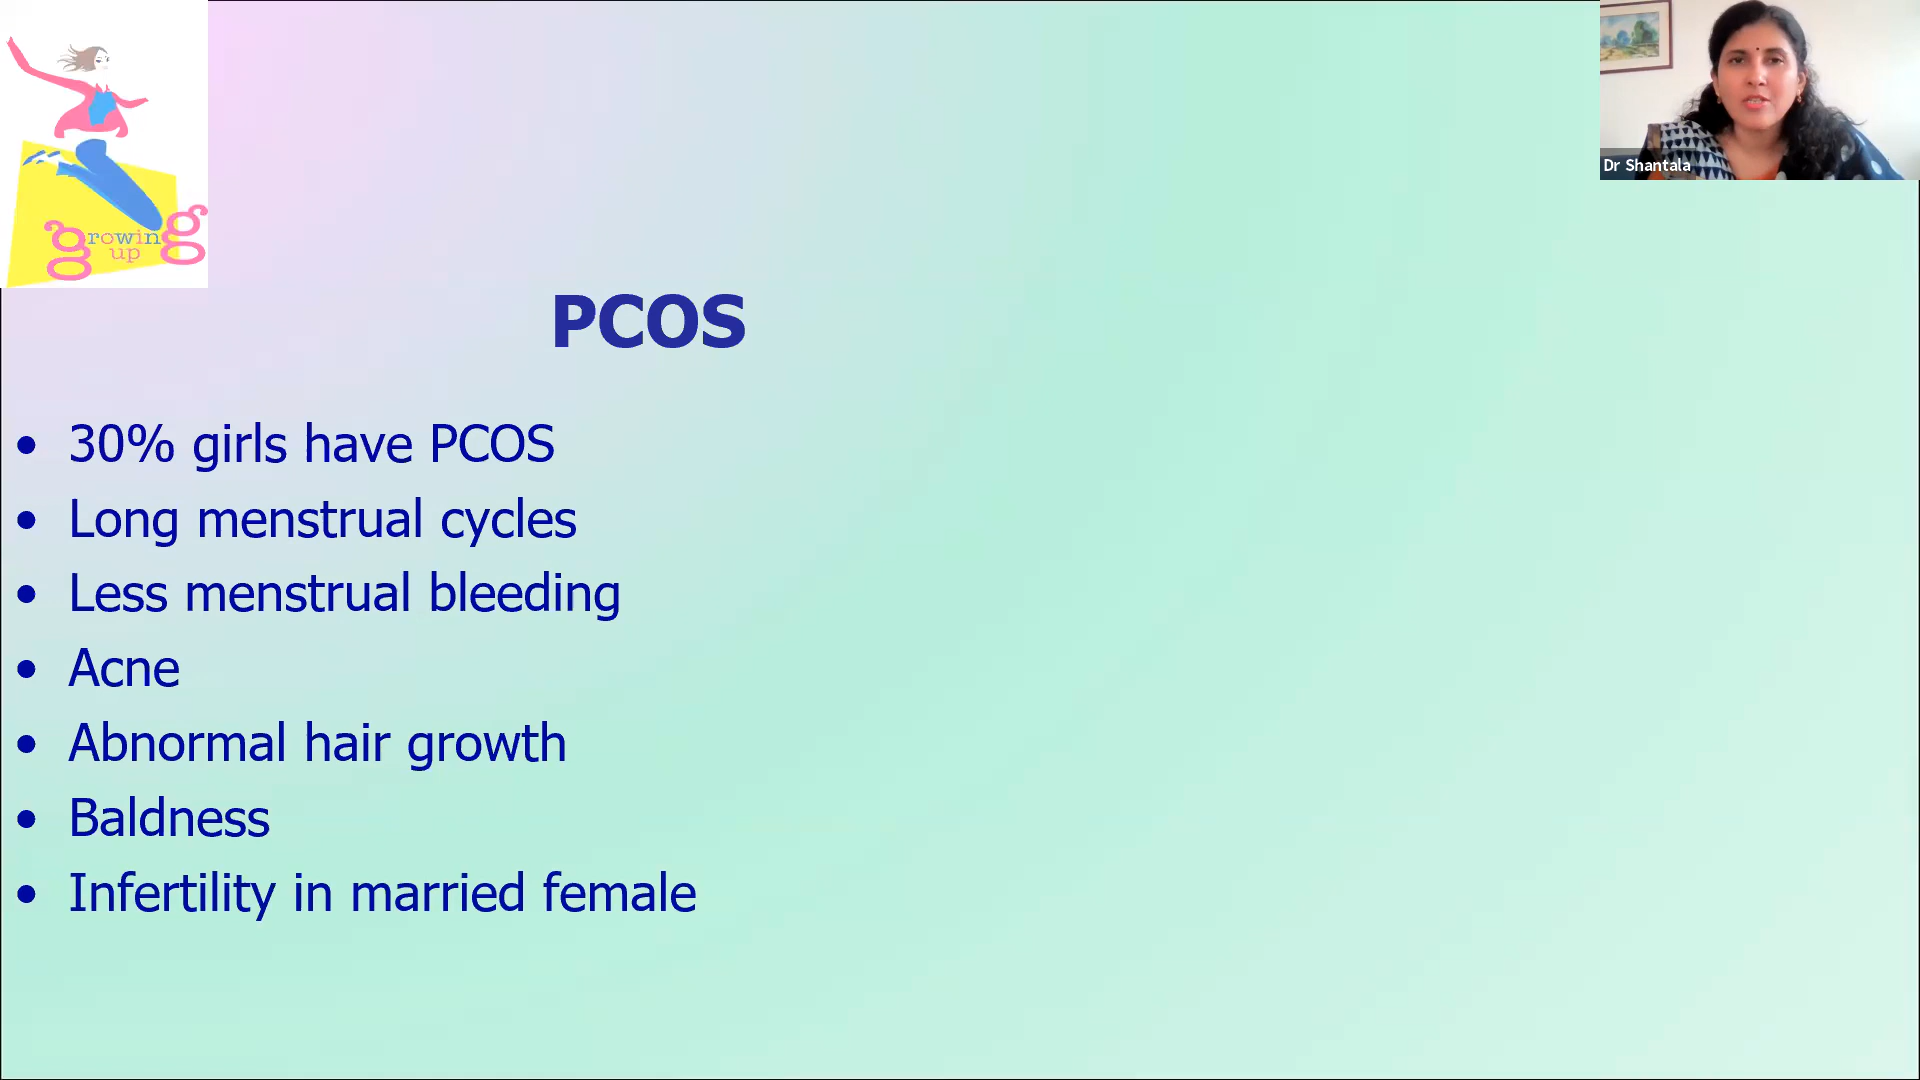 growing
up
Dr Shantala
PCOS
• 30% girls have PCOS
• Long menstrual cycles
• Less menstrual bleeding
• Acne
• Abnormal hair growth
• Baldness
• Infertility in married female